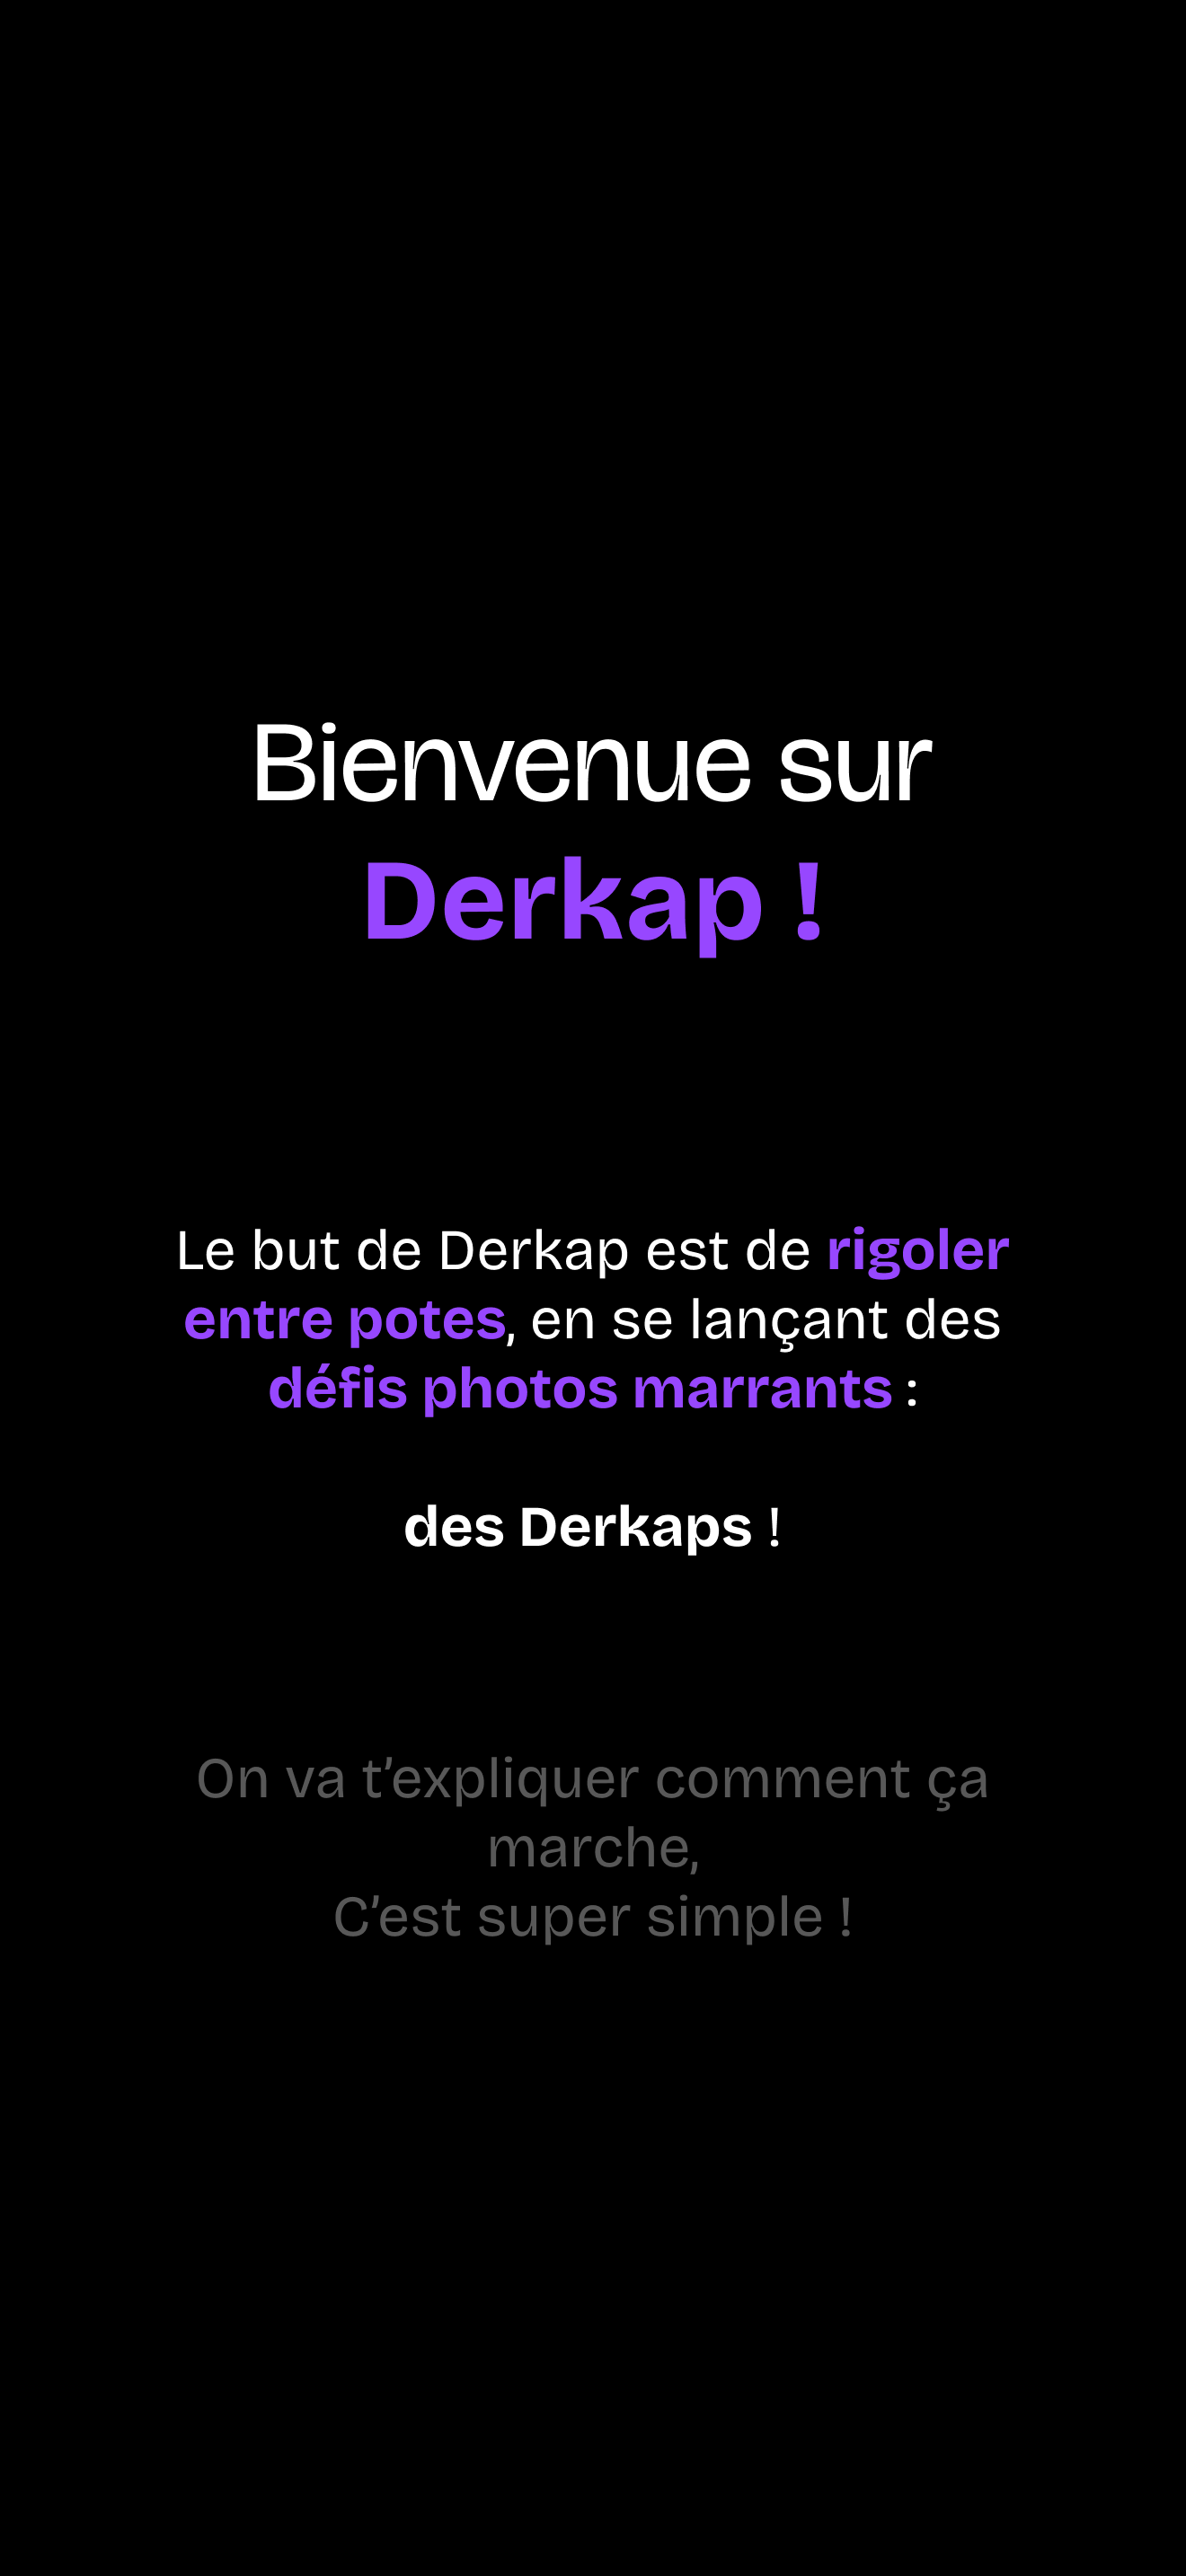 Bienvenue sur
Derkap !
Le but de Derkap est de rigoler
entre potes, en se lançant des
défis photos marrants :
des Derkaps !
On va t’expliquer comment ça
marche,
C’est super simple !